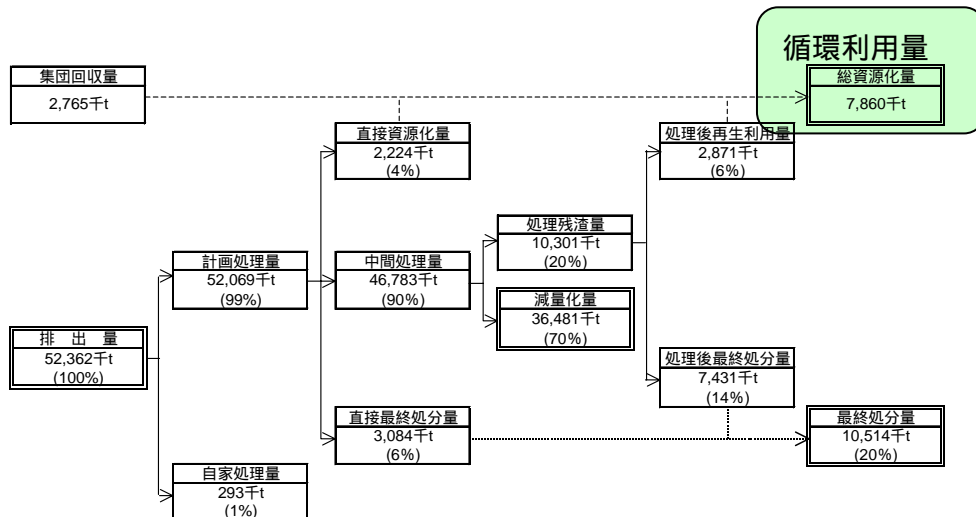 循環利用量
集団回収量
2,765千t
総資源化量
7,860千t
直接資源化量
2,224千t
(4%)
処理後再生利用量
2,871千t
(6%)
処理残渣量
10,301千t
(20%)
計画処理量
52,069千t
(99%)
中間処理量
46,783千t
(90%)
減量化量
36,481千t
(70%)
排 出 量
52,362千t
(100%)
処理後最終処分量
7,431千t
(14%)
直接最終処分量
3,084千t
(6%)
最終処分量
10,514千t
(20%)
自家処理量
293千t
(1%)